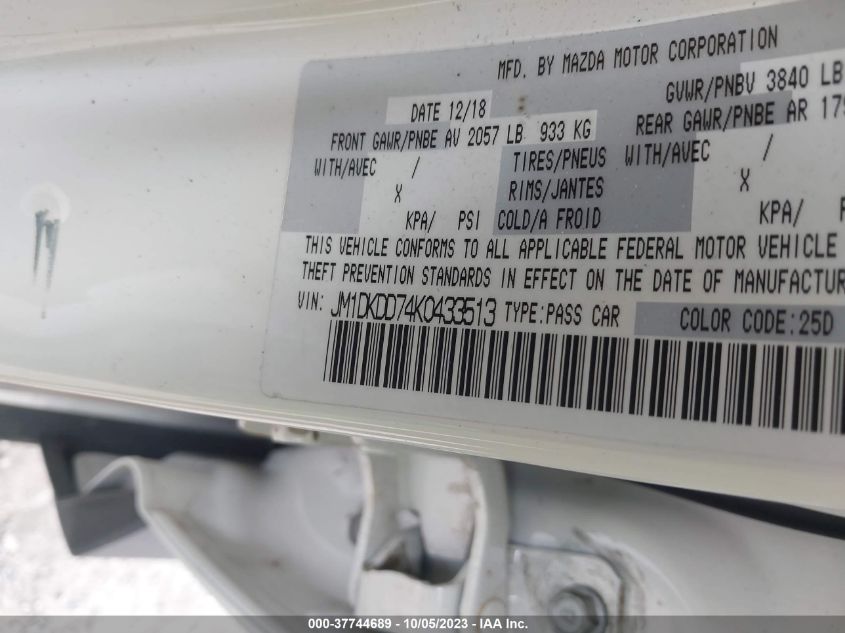 MFD. BY MAZDA MOTOR CORPORATION
DATE 12/18
GVWR/PNBV 3840 LB
FRONT GAWR/PNBE AV 2057 LB 933 KG
REAR GAWR/PNBE AR 179
WITH/AVEC / TIRES/PNEUS WITH/AVEC /
X RIMS/JANTES X
KPA/ PSI COLD/A FROID KPA/
THIS VEHICLE CONFORMS TO ALL APPLICABLE FEDERAL MOTOR VEHICLE
THEFT PREVENTION STANDARDS IN EFFECT ON THE DATE OF MANUFACTUR
VIN: JM1DKDD74K0433513 TYPE:PASS CAR COLOR CODE:25D
000-37744689 - 10/05/2023 - IAA Inc.